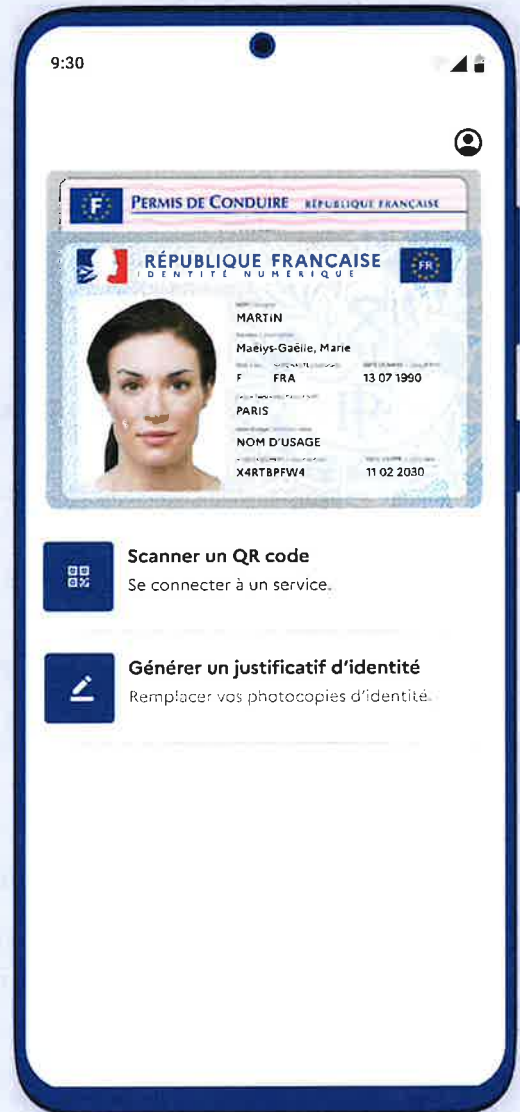 9:30
F
PERMIS DE CONDUIRE RÉPUBLIQUE FRANÇAISE
RÉPUBLIQUE FRANÇAISE
IDENTITÉ NUMÉRIQUE
FR
MARTIN
Maëlys-Gaëlle, Marie
F FRA 13 07 1990
PARIS
NOM D'USAGE
X4RTBPFW4 11 02 2030
Scanner un QR code
Se connecter à un service.
Générer un justificatif d'identité
Remplacer vos photocopies d'identité.